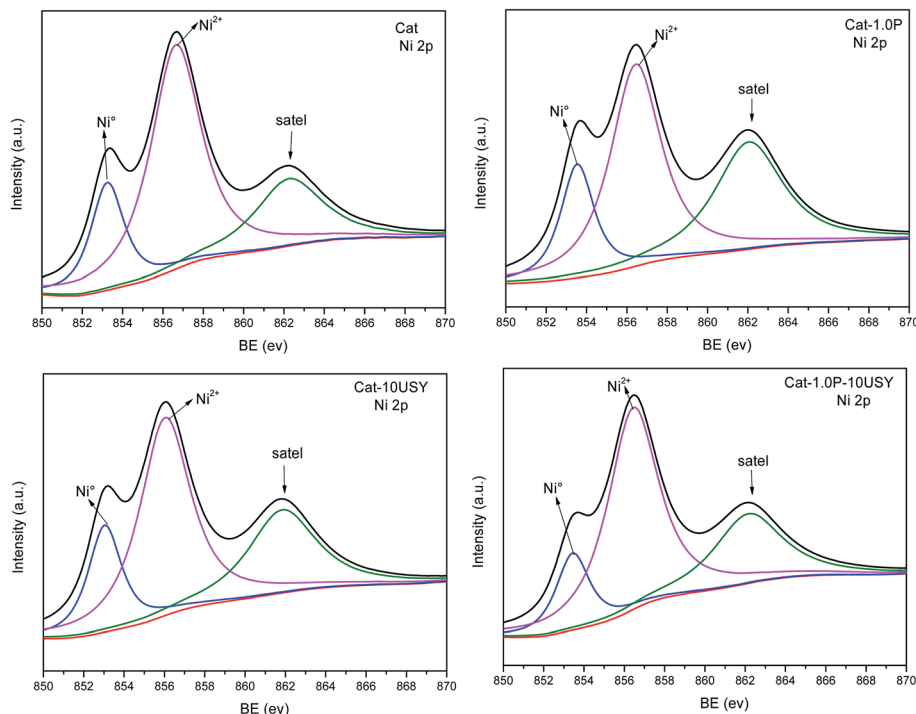 Cat
Ni 2p
Ni²⁺
Ni°
satel
Intensity (a.u.)
850 852 854 856 858 860 862 864 866 868 870
BE (ev)
Cat-1.0P
Ni 2p
Ni²⁺
Ni°
satel
Intensity (a.u.)
850 852 854 856 858 860 862 864 866 868 870
BE (ev)
Cat-10USY
Ni 2p
Ni²⁺
Ni°
satel
Intensity (a.u.)
850 852 854 856 858 860 862 864 866 868 870
BE (ev)
Cat-1.0P-10USY
Ni 2p
Ni²⁺
Ni°
satel
Intensity (a.u.)
850 852 854 856 858 860 862 864 866 868 870
BE (ev)